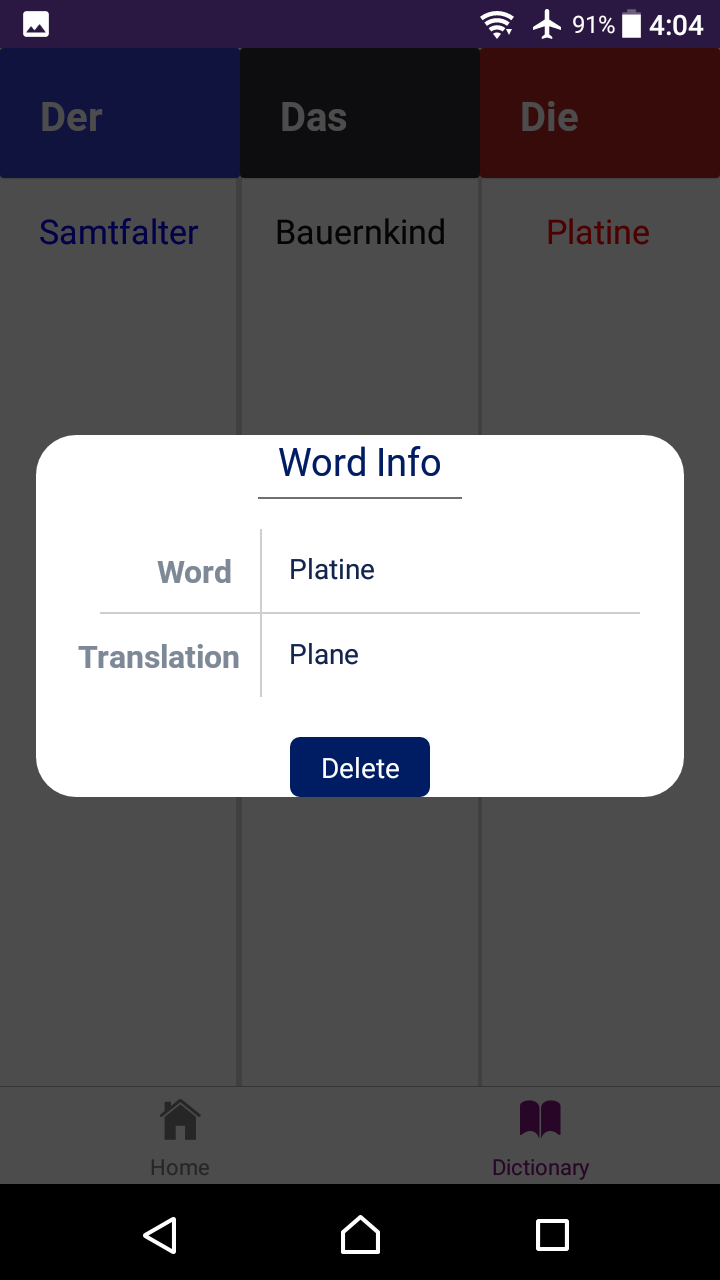 91% 4:04
Der Das Die
Samtfalter Bauernkind Platine
Word Info
Word Platine
Translation Plane
Delete
Home Dictionary